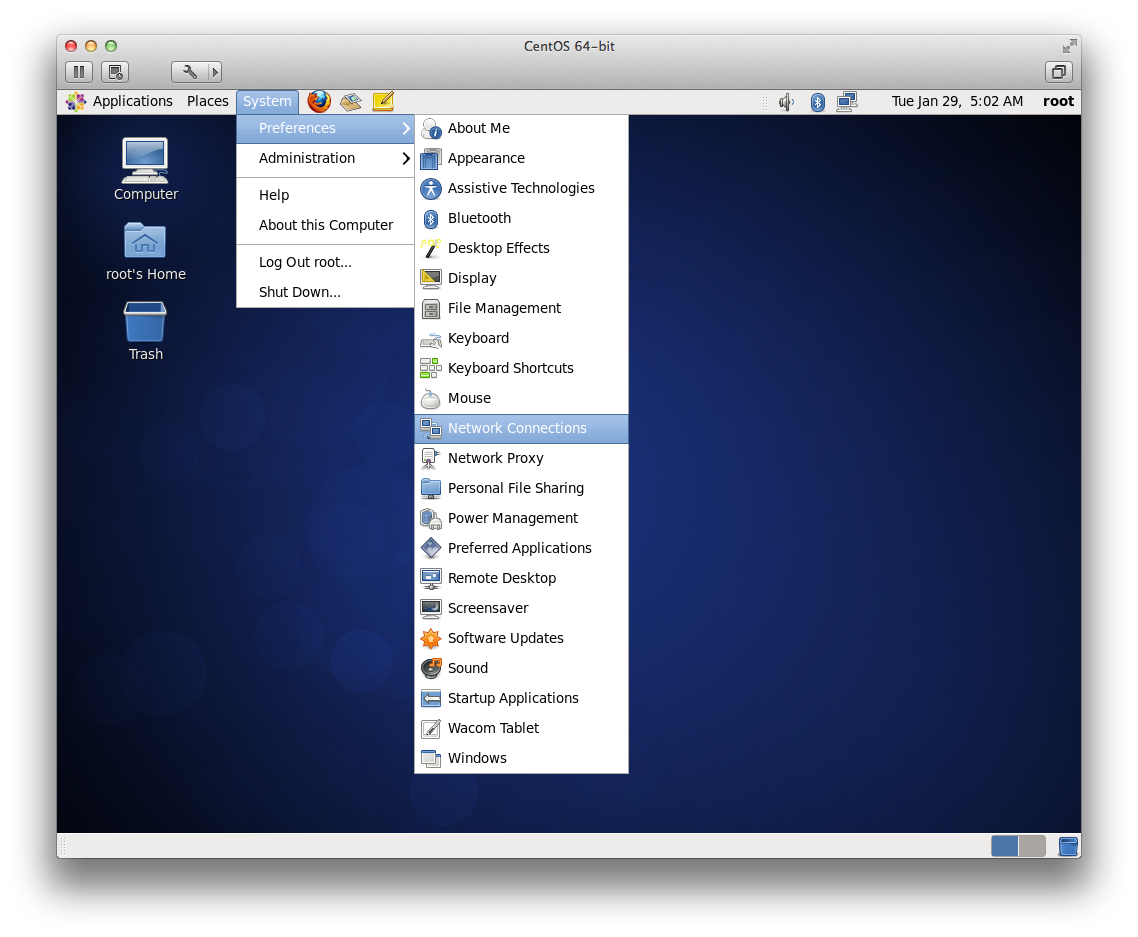 CentOS 64-bit
Applications Places System Tue Jan 29, 5:02 AM root
Preferences
Administration
Help
About this Computer
Log Out root...
Shut Down...
About Me
Appearance
Assistive Technologies
Bluetooth
Desktop Effects
Display
File Management
Keyboard
Keyboard Shortcuts
Mouse
Network Connections
Network Proxy
Personal File Sharing
Power Management
Preferred Applications
Remote Desktop
Screensaver
Software Updates
Sound
Startup Applications
Wacom Tablet
Windows
Computer
root's Home
Trash